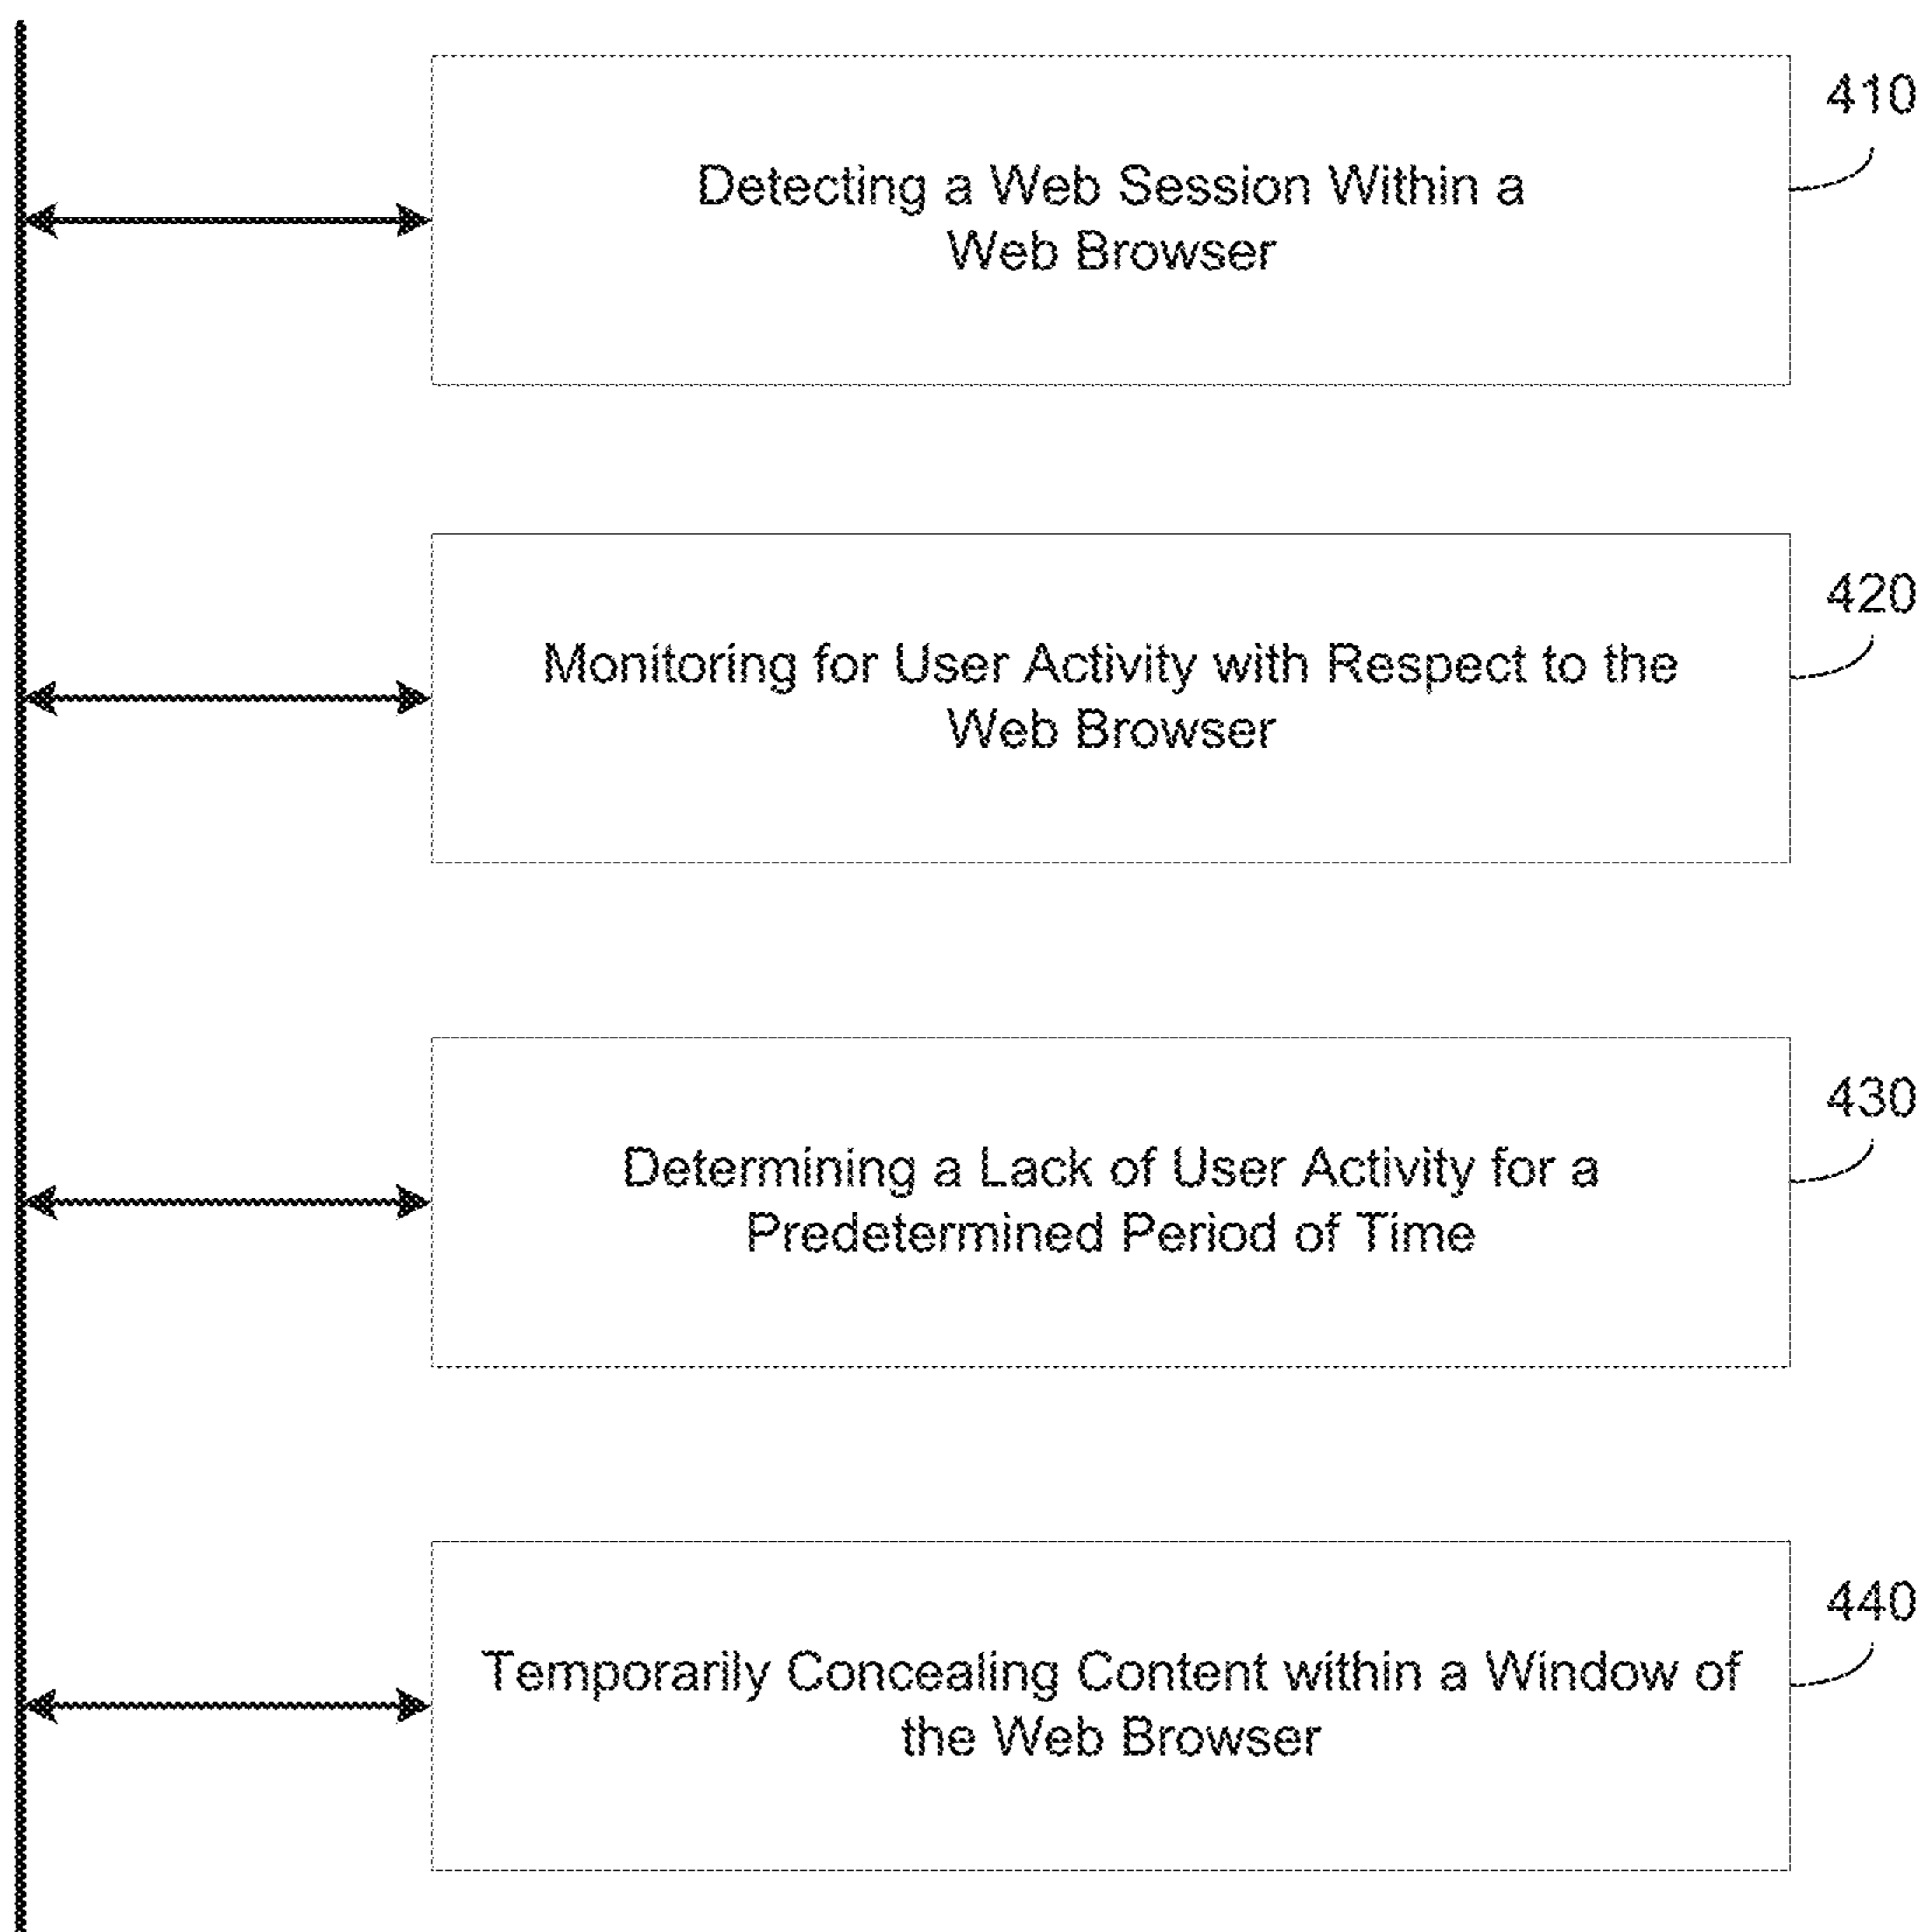 410
Detecting a Web Session Within a
Web Browser
420
Monitoring for User Activity with Respect to the
Web Browser
430
Determining a Lack of User Activity for a
Predetermined Period of Time
440
Temporarily Concealing Content within a Window of
the Web Browser